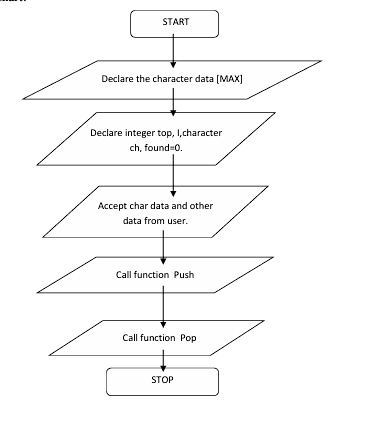 START
Declare the character data [MAX]
Declare integer top, I,character
ch, found=0.
Accept char data and other
data from user.
Call function Push
Call function Pop
STOP